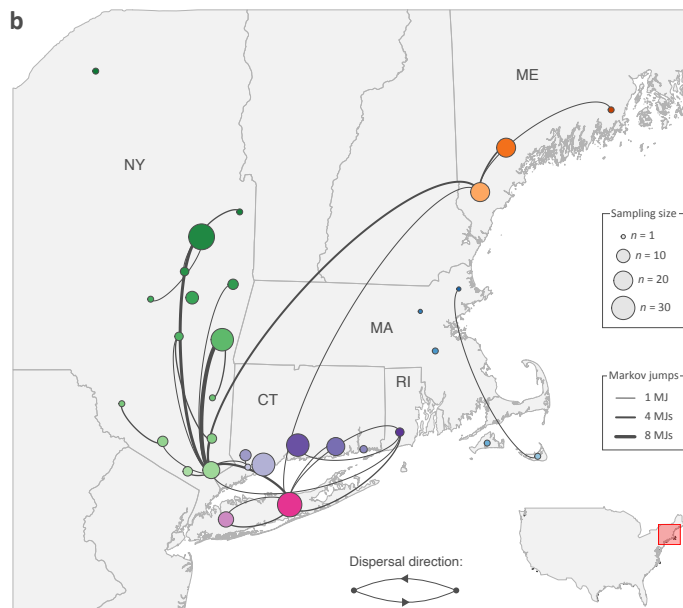 b
ME
NY
Sampling size
n = 1
n = 10
n = 20
n = 30
MA
RI
Markov jumps
1 MJ
4 MJs
8 MJs
CT
Dispersal direction: